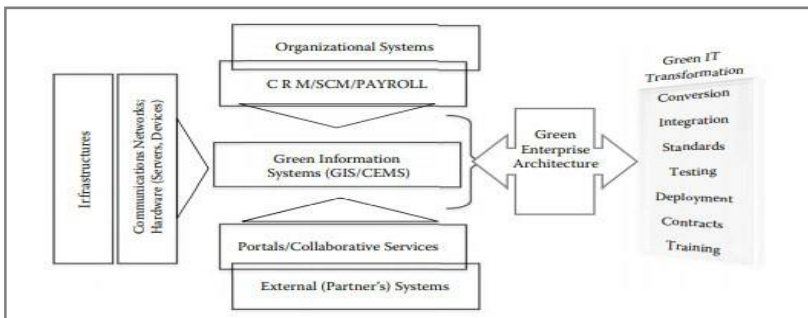 Organizational Systems
C R M/SCM/PAYROLL
Infrastructures
Communications Networks;
Hardware (Servers, Devices)
Green Information
Systems (GIS/CEMS)
Portals/Collaborative Services
External (Partner's) Systems
Green
Enterprise
Architecture
Green IT
Transformation
Conversion
Integration
Standards
Testing
Deployment
Contracts
Training